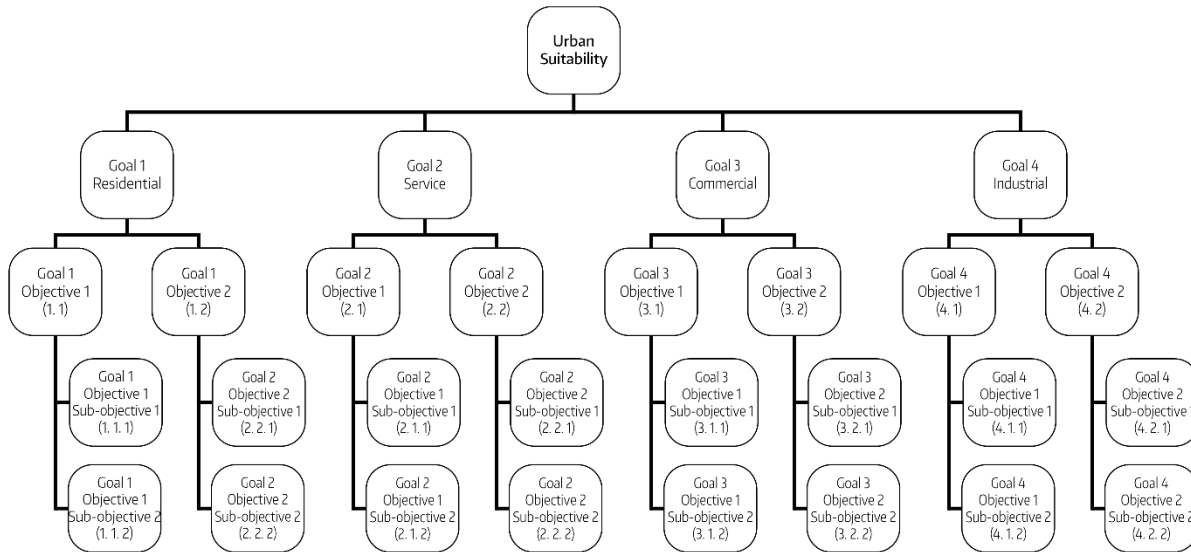 Urban
Suitability
Goal 1
Residential
Goal 2
Service
Goal 3
Commercial
Goal 4
Industrial
Goal 1
Objective 1
(1. 1)
Goal 1
Objective 2
(1. 2)
Goal 2
Objective 1
(2. 1)
Goal 2
Objective 2
(2. 2)
Goal 3
Objective 1
(3. 1)
Goal 3
Objective 2
(3. 2)
Goal 4
Objective 1
(4. 1)
Goal 4
Objective 2
(4. 2)
Goal 1
Objective 1
Sub-objective 1
(1. 1. 1)
Goal 2
Objective 2
Sub-objective 1
(2. 2. 1)
Goal 2
Objective 1
Sub-objective 1
(2. 1. 1)
Goal 2
Objective 2
Sub-objective 1
(2. 2. 1)
Goal 3
Objective 1
Sub-objective 1
(3. 1. 1)
Goal 3
Objective 2
Sub-objective 1
(3. 2. 1)
Goal 4
Objective 1
Sub-objective 1
(4. 1. 1)
Goal 4
Objective 2
Sub-objective 1
(4. 2. 1)
Goal 1
Objective 1
Sub-objective 2
(1. 1. 2)
Goal 2
Objective 2
Sub-objective 2
(2. 2. 2)
Goal 2
Objective 1
Sub-objective 2
(2. 1. 2)
Goal 2
Objective 2
Sub-objective 2
(2. 2. 2)
Goal 3
Objective 1
Sub-objective 2
(3. 1. 2)
Goal 3
Objective 2
Sub-objective 2
(3. 2. 2)
Goal 4
Objective 1
Sub-objective 2
(4. 1. 2)
Goal 4
Objective 2
Sub-objective 2
(4. 2. 2)